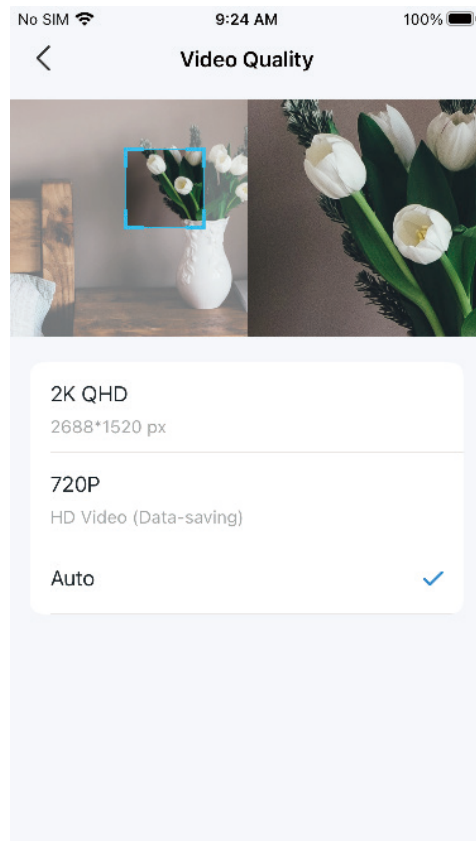 No SIM 9:24 AM 100%
Video Quality
2K QHD
2688*1520 px
720P
HD Video (Data-saving)
Auto